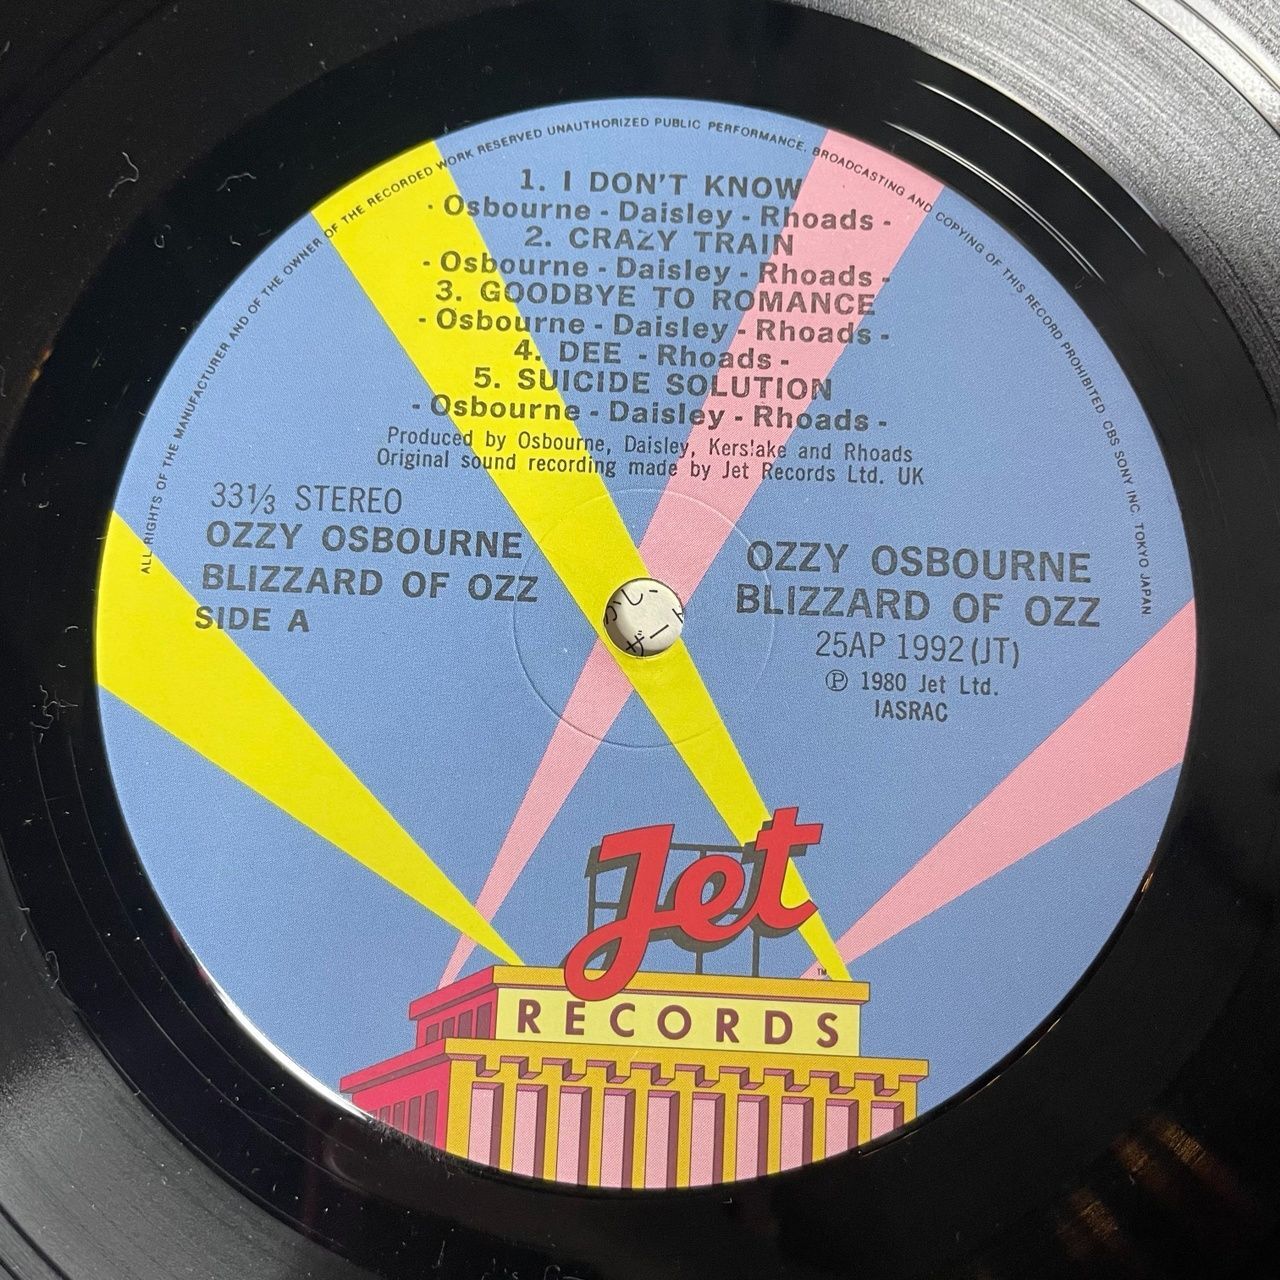 ALL RIGHTS OF THE MANUFACTURER AND OF THE OWNER OF THE RECORDED WORK RESERVED UNAUTHORIZED PUBLIC PERFORMANCE. BROADCASTING AND COPYING OF THIS RECORD PROHIBITED CBS SONY INC. TOKYO JAPAN
1. I DON'T KNOW
- Osbourne - Daisley - Rhoads -
2. CRAZY TRAIN
- Osbourne - Daisley - Rhoads -
3. GOODBYE TO ROMANCE
- Osbourne - Daisley - Rhoads -
4. DEE - Rhoads -
5. SUICIDE SOLUTION
- Osbourne - Daisley - Rhoads -
Produced by Osbourne, Daisley, Kerslake and Rhoads
Original sound recording made by Jet Records Ltd. UK
33⅓ STEREO
OZZY OSBOURNE
BLIZZARD OF OZZ
SIDE A
OZZY OSBOURNE
BLIZZARD OF OZZ
25AP 1992 (JT)
℗ 1980 Jet Ltd.
JASRAC
Jet
TM
RECORDS